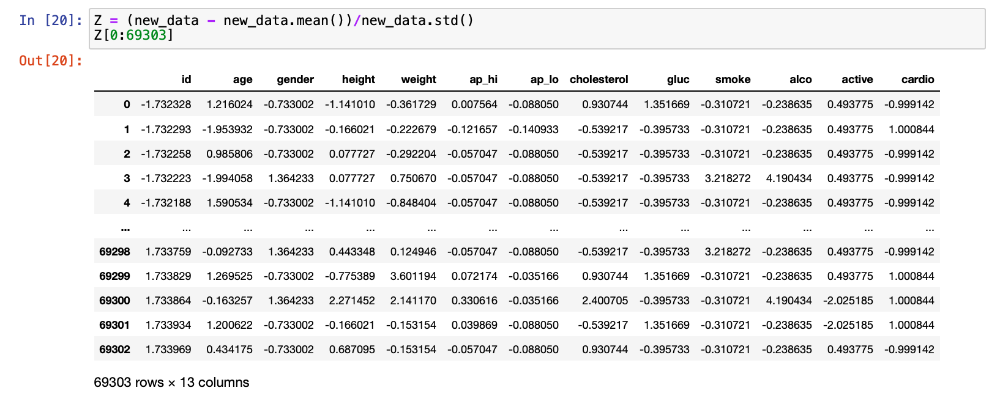 In [20]: Z = (new_data - new_data.mean())/new_data.std()
Z[0:69303]
Out[20]:
id age gender height weight ap_hi ap_lo cholesterol gluc smoke alco active cardio
0 -1.732328 1.216024 -0.733002 -1.141010 -0.361729 0.007564 -0.088050 0.930744 1.351669 -0.310721 -0.238635 0.493775 -0.999142
1 -1.732293 -1.953932 -0.733002 -0.166021 -0.222679 -0.121657 -0.140933 -0.539217 -0.395733 -0.310721 -0.238635 0.493775 1.000844
2 -1.732258 0.985806 -0.733002 0.077727 -0.292204 -0.057047 -0.088050 -0.539217 -0.395733 -0.310721 -0.238635 0.493775 -0.999142
3 -1.732223 -1.994058 1.364233 0.077727 0.750670 -0.057047 -0.088050 -0.539217 -0.395733 3.218272 4.190434 0.493775 -0.999142
4 -1.732188 1.590534 -0.733002 -1.141010 -0.848404 -0.057047 -0.088050 -0.539217 -0.395733 -0.310721 -0.238635 0.493775 -0.999142
... ... ... ... ... ... ... ... ... ... ... ... ... ...
69298 1.733759 -0.092733 1.364233 0.443348 0.124946 -0.057047 -0.088050 -0.539217 -0.395733 3.218272 -0.238635 0.493775 -0.999142
69299 1.733829 1.269525 -0.733002 -0.775389 3.601194 0.072174 -0.035166 0.930744 1.351669 -0.310721 -0.238635 0.493775 1.000844
69300 1.733864 -0.163257 1.364233 2.271452 2.141170 0.330616 -0.035166 2.400705 -0.395733 -0.310721 4.190434 -2.025185 1.000844
69301 1.733934 1.200622 -0.733002 -0.166021 -0.153154 0.039869 -0.088050 -0.539217 1.351669 -0.310721 -0.238635 -2.025185 1.000844
69302 1.733969 0.434175 -0.733002 0.687095 -0.153154 -0.057047 -0.088050 0.930744 -0.395733 -0.310721 -0.238635 0.493775 -0.999142
69303 rows × 13 columns